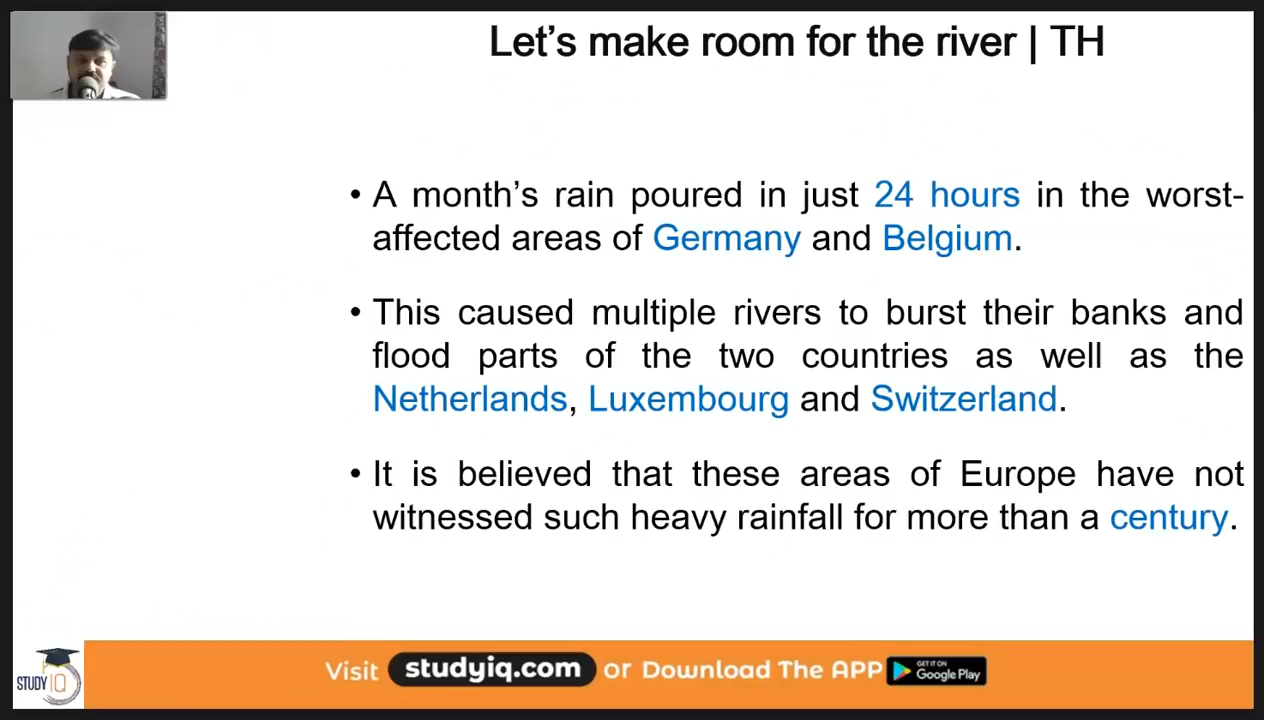 Let's make room for the river | TH
• A month's rain poured in just 24 hours in the worst-
affected areas of Germany and Belgium.
• This caused multiple rivers to burst their banks and
flood parts of the two countries as well as the
Netherlands, Luxembourg and Switzerland.
• It is believed that these areas of Europe have not
witnessed such heavy rainfall for more than a century.
STUDY IQ
Visit studyiq.com or Download The APP GET IT ON Google Play